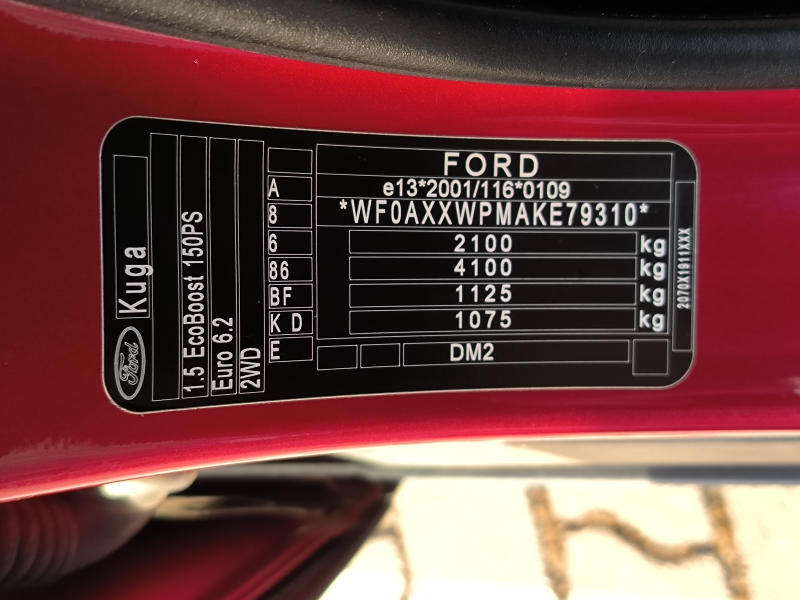 FORD
e13*2001/116*0109
*WF0AXXWPMAKE79310*
2100 kg
4100 kg
1125 kg
1075 kg
DM2
A
8
6
86
BF
K D
E
Kuga
Ford
1.5 EcoBoost 150PS
Euro 6.2
2WD
2070X1911XXX